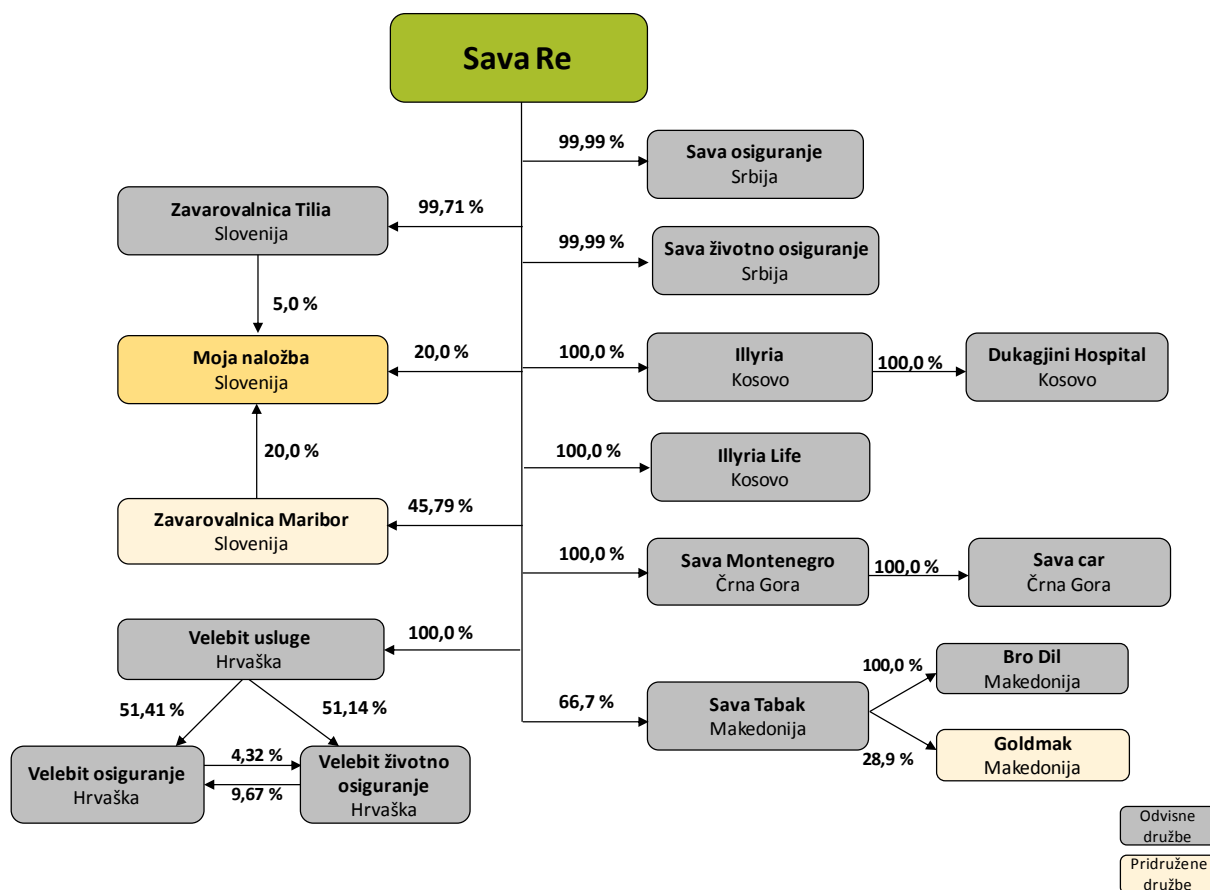 Sava Re
99,99 %
Sava osiguranje
Srbija
Zavarovalnica Tilia
Slovenija
99,71 %
99,99 %
Sava životno osiguranje
Srbija
5,0 %
Moja naložba
Slovenija
20,0 %
100,0 %
Illyria
Kosovo
100,0 %
Dukagjini Hospital
Kosovo
20,0 %
100,0 %
Illyria Life
Kosovo
Zavarovalnica Maribor
Slovenija
45,79 %
100,0 %
Sava Montenegro
Črna Gora
100,0 %
Sava car
Črna Gora
Velebit usluge
Hrvaška
100,0 %
51,41 %
51,14 %
66,7 %
Sava Tabak
Makedonija
100,0 %
Bro Dil
Makedonija
28,9 %
Goldmak
Makedonija
Velebit osiguranje
Hrvaška
4,32 %
9,67 %
Velebit životno
osiguranje
Hrvaška
Odvisne
družbe
Pridružene
družbe